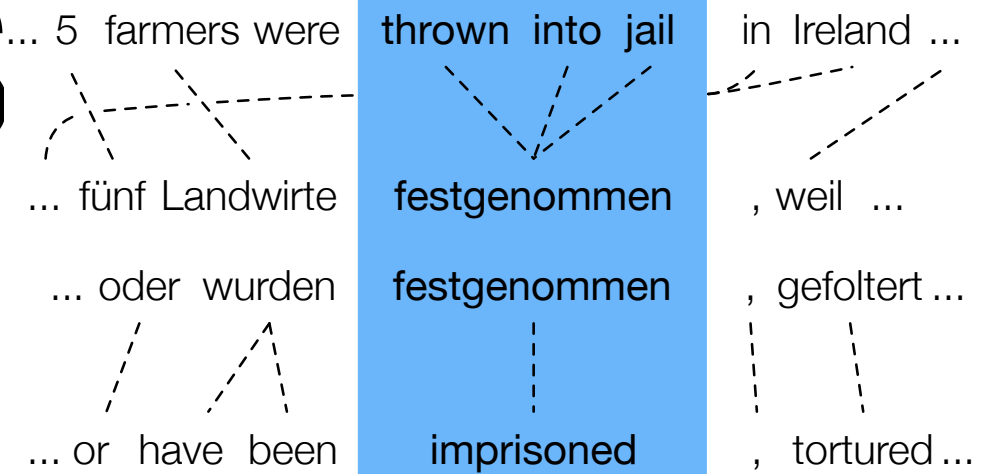 ... 5 farmers were thrown into jail in Ireland ...
... fünf Landwirte festgenommen , weil ...
... oder wurden festgenommen , gefoltert ...
... or have been imprisoned , tortured ...